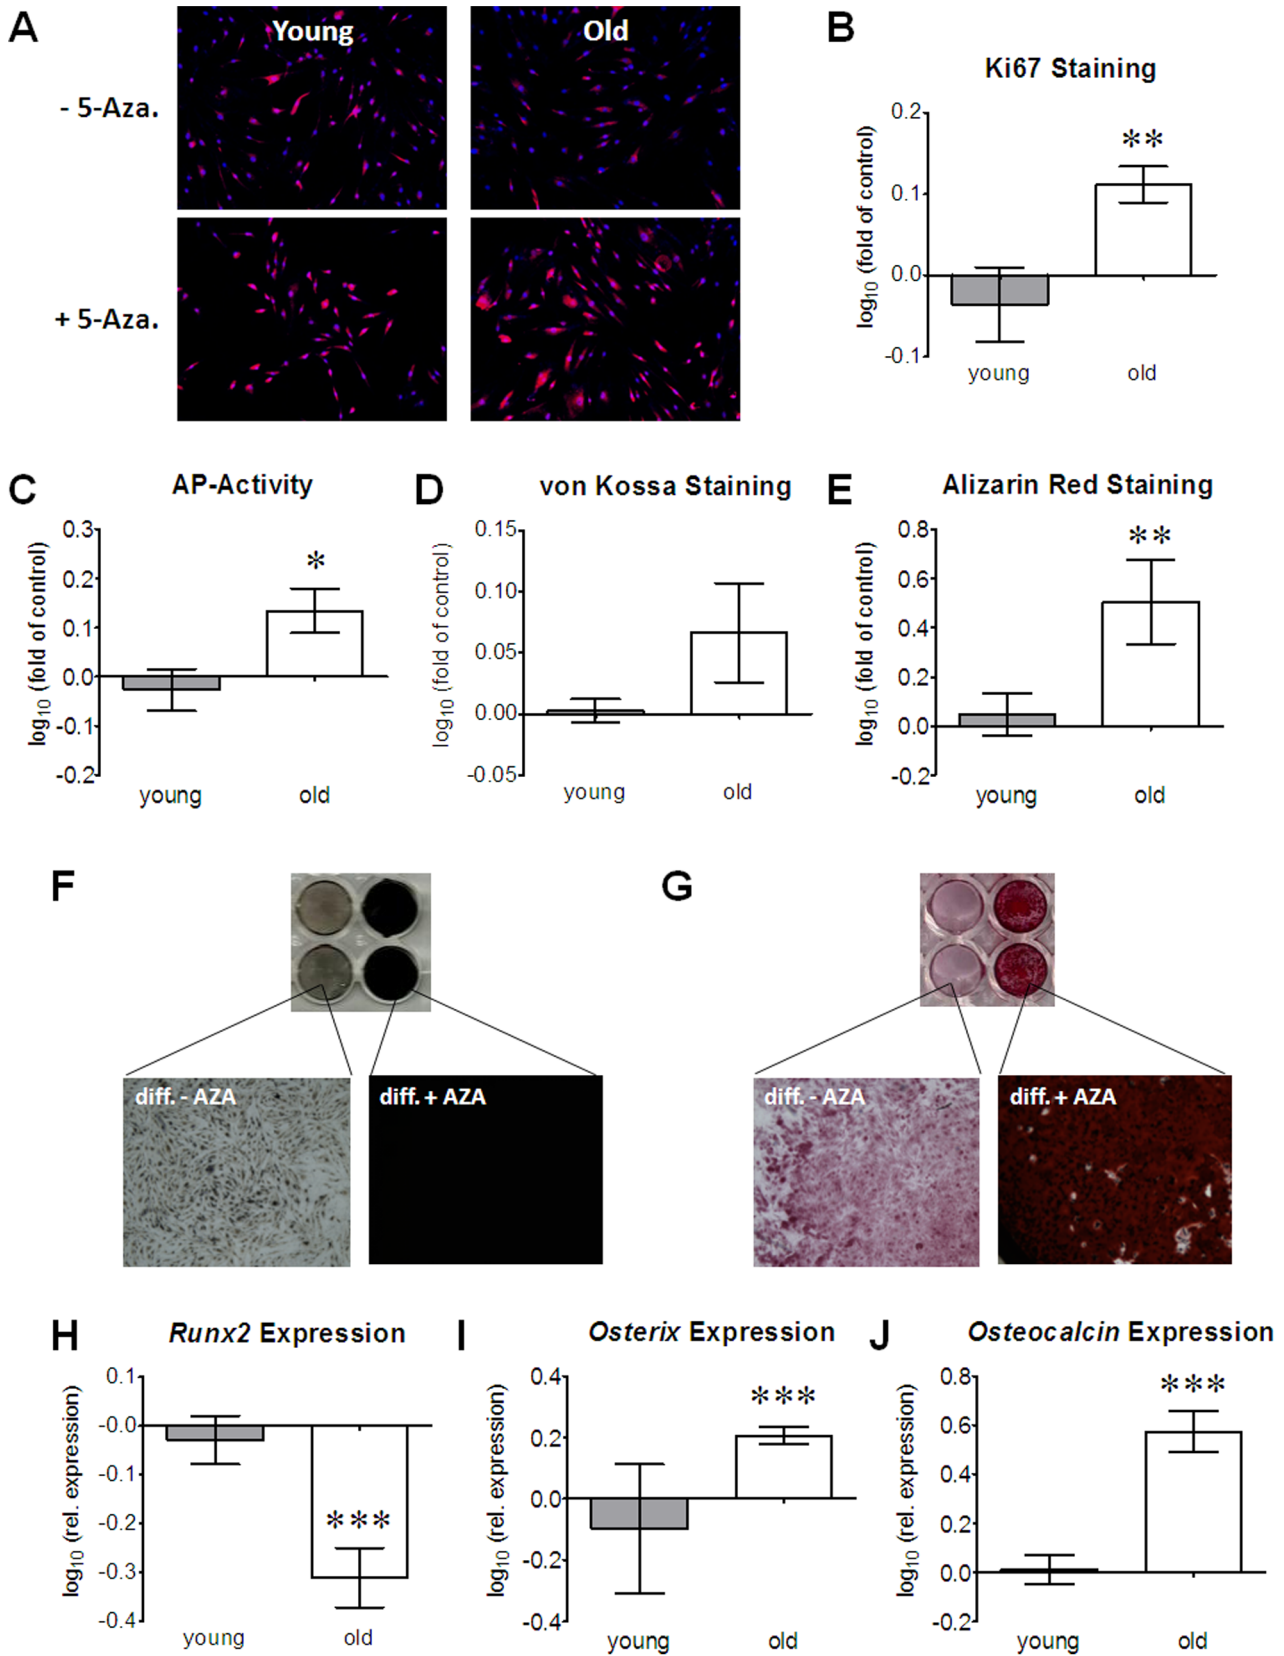 A
Young
Old
- 5-Aza.
+ 5-Aza.
B
Ki67 Staining
log10 (fold of control)
0.2
**
0.1
0.0
-0.1
young
old
C
AP-Activity
log10 (fold of control)
0.3
0.2
*
0.1
0.0
-0.1
-0.2
young
old
D
von Kossa Staining
log10 (fold of control)
0.15
0.10
0.05
0.00
-0.05
young
old
E
Alizarin Red Staining
log10 (fold of control)
0.8
**
0.6
0.4
0.2
0.0
-0.2
young
old
F
diff. - AZA
diff. + AZA
G
diff. - AZA
diff. + AZA
H
Runx2 Expression
log10 (rel. expression)
0.1
-0.0
-0.1
-0.2
***
-0.3
-0.4
young
old
I
Osterix Expression
log10 (rel. expression)
0.4
***
0.2
0.0
-0.2
-0.4
young
old
J
Osteocalcin Expression
log10 (rel. expression)
0.8
***
0.6
0.4
0.2
0.0
-0.2
young
old